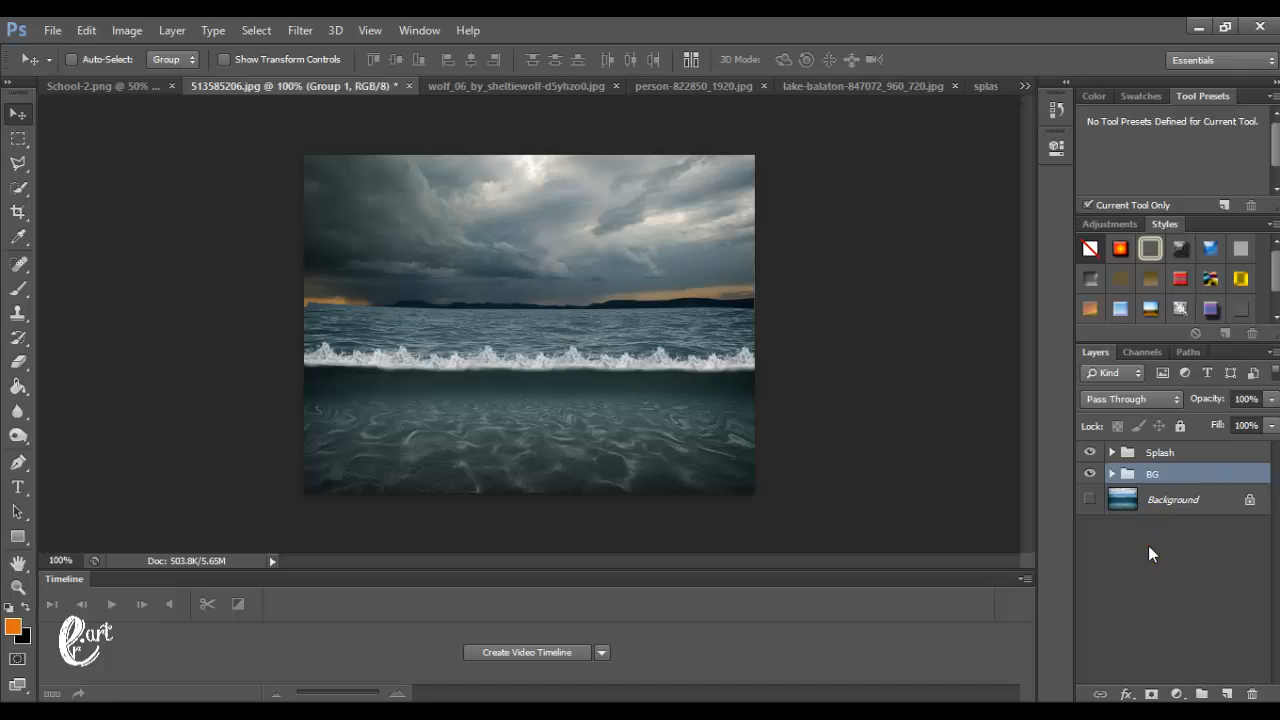 Ps File Edit Image Layer Type Select Filter 3D View Window Help
Auto-Select: Group Show Transform Controls 3D Mode: Essentials
School-2.png @ 50% ... × 513585206.jpg @ 100% (Group 1, RGB/8) * × wolf_06_by_sheltiewolf-d5yhzo0.jpg × person-822850_1920.jpg × lake-balaton-847072_960_720.jpg × splas
Color Swatches Tool Presets
No Tool Presets Defined for Current Tool.
Current Tool Only
Adjustments Styles
Layers Channels Paths
Kind
Pass Through Opacity: 100%
Lock: Fill: 100%
Splash
BG
Background
100% Doc: 503.8K/5.65M
Timeline
Create Video Timeline
art